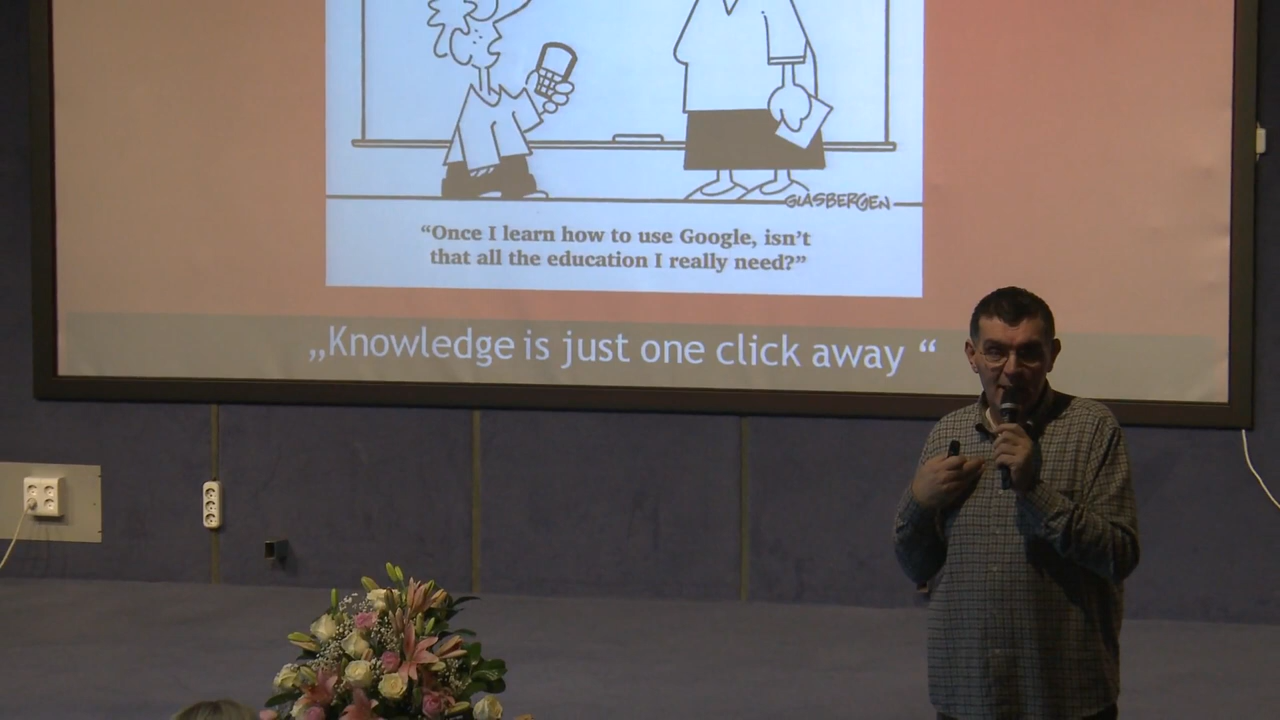 GLASBERGEN
“Once I learn how to use Google, isn’t
that all the education I really need?”
„Knowledge is just one click away “